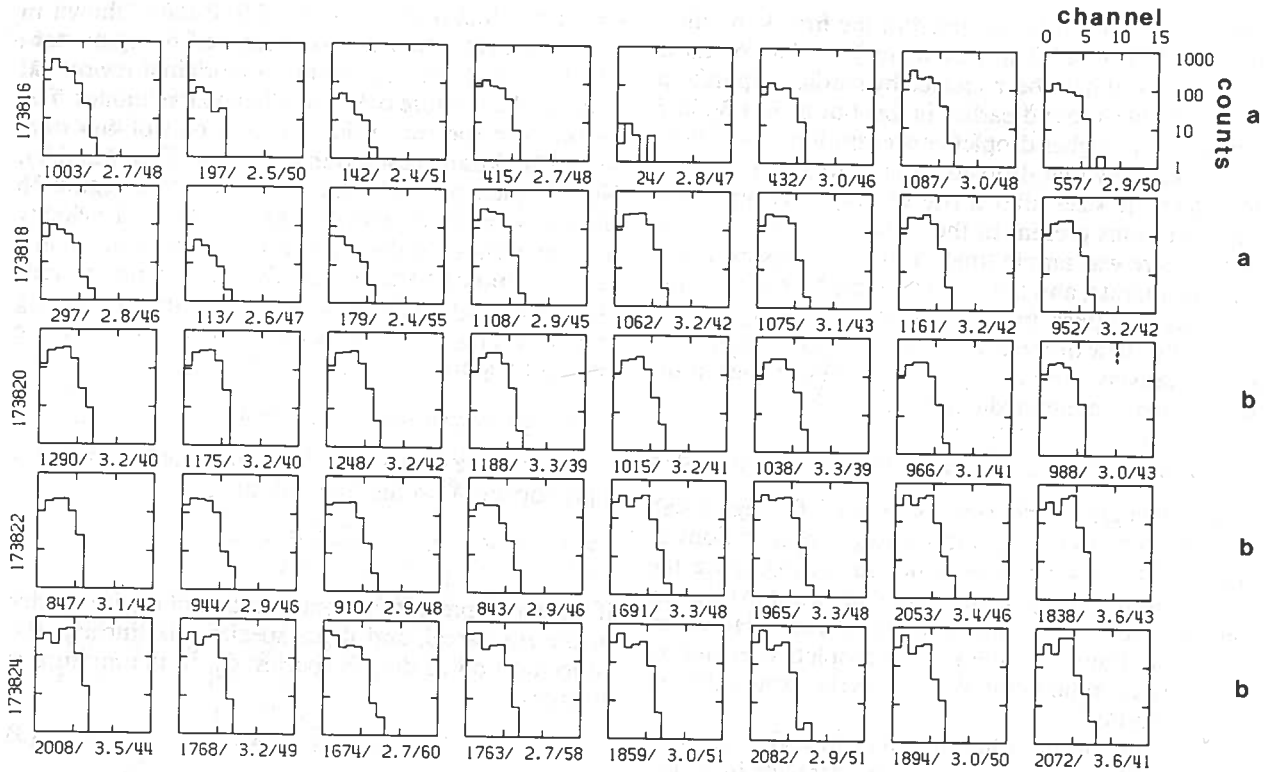 channel
0 5 10 15
173816
1000
100
10
1
counts
a
1003/ 2.7/48 197/ 2.5/50 142/ 2.4/51 415/ 2.7/48 24/ 2.8/47 432/ 3.0/46 1087/ 3.0/48 557/ 2.9/50
173818
a
297/ 2.8/46 113/ 2.6/47 179/ 2.4/55 1108/ 2.9/45 1062/ 3.2/42 1075/ 3.1/43 1161/ 3.2/42 952/ 3.2/42
173820
b
1290/ 3.2/40 1175/ 3.2/40 1248/ 3.2/42 1188/ 3.3/39 1015/ 3.2/41 1038/ 3.3/39 966/ 3.1/41 988/ 3.0/43
173822
b
847/ 3.1/42 944/ 2.9/46 910/ 2.9/48 843/ 2.9/46 1691/ 3.3/48 1965/ 3.3/48 2053/ 3.4/46 1838/ 3.6/43
173824
b
2008/ 3.5/44 1768/ 3.2/49 1674/ 2.7/60 1763/ 2.7/58 1859/ 3.0/51 2082/ 2.9/51 1894/ 3.0/50 2072/ 3.6/41